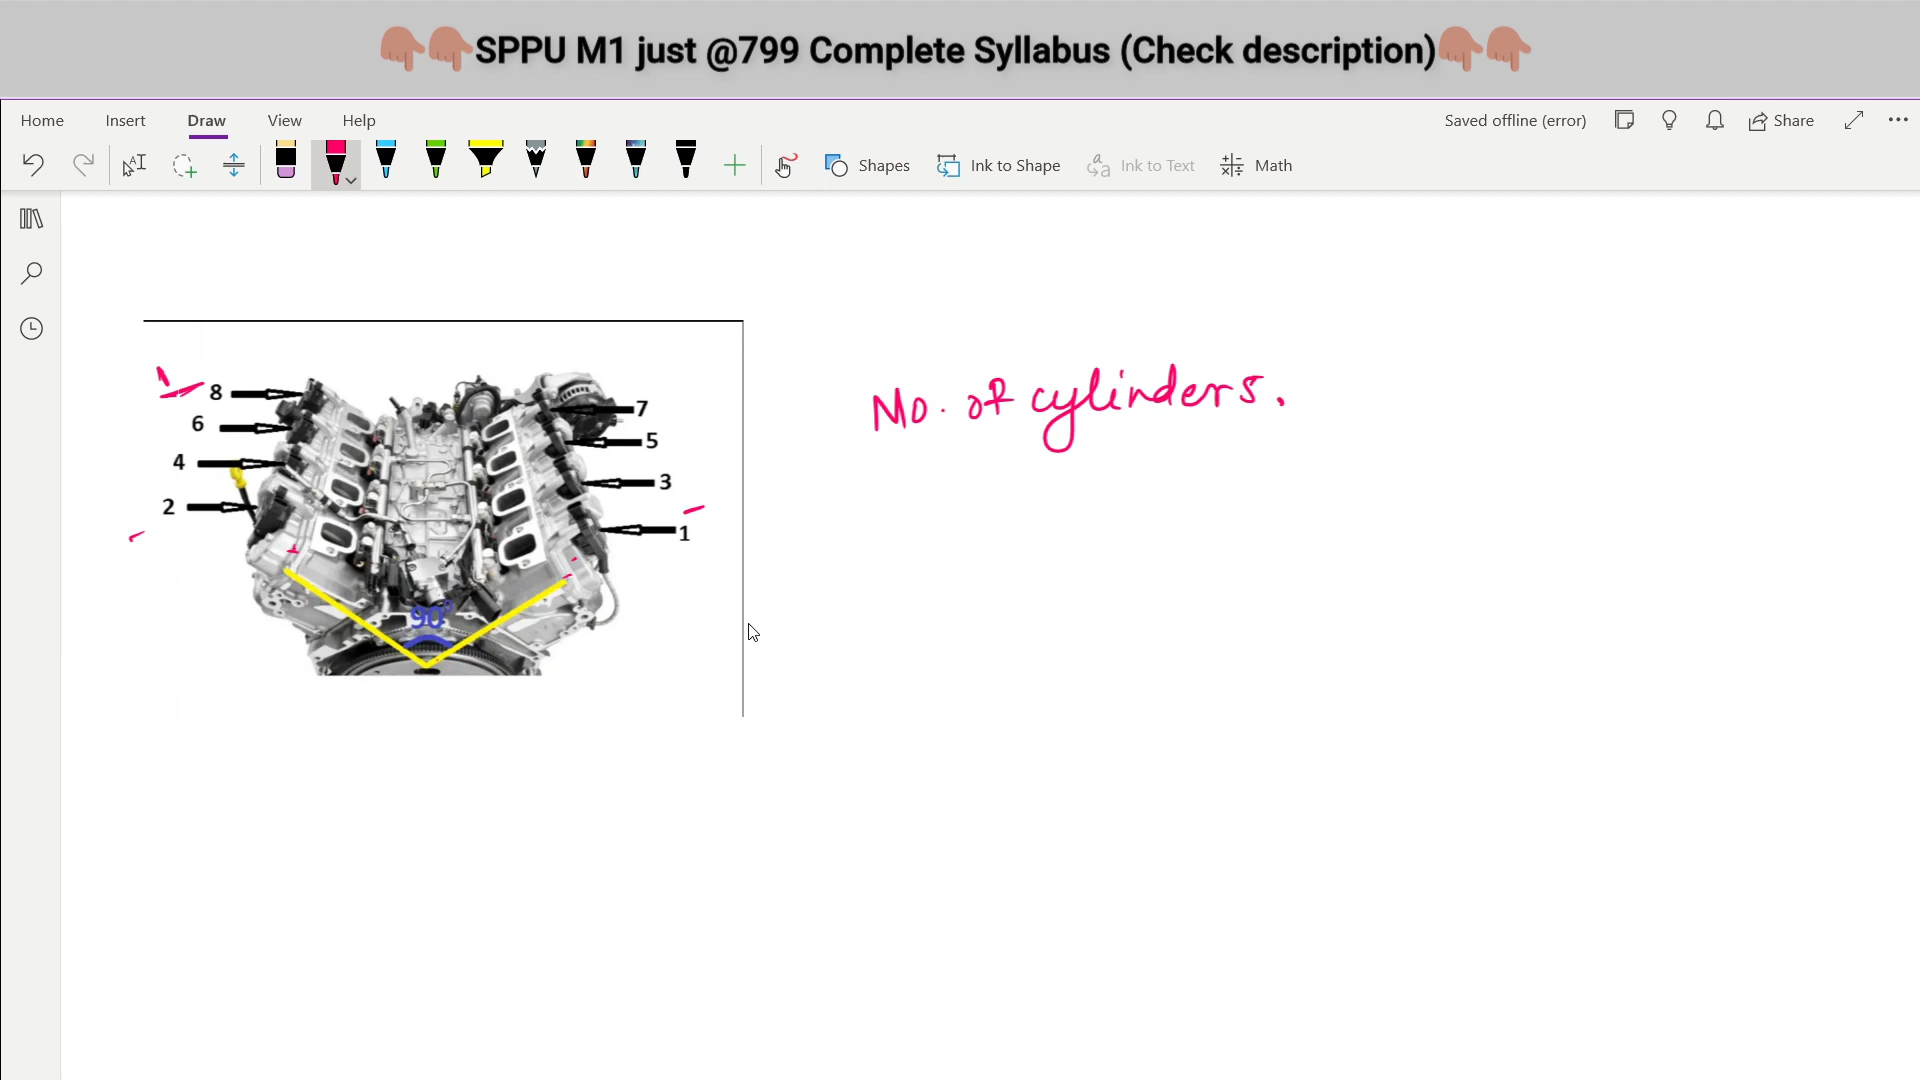 👇🏽👇🏽SPPU M1 just @799 Complete Syllabus (Check description)👇🏽👇🏽
Home Insert Draw View Help Saved offline (error) Share
Shapes Ink to Shape Ink to Text Math
8
6
4
2
7
5
3
1
90°
No. of cylinders.